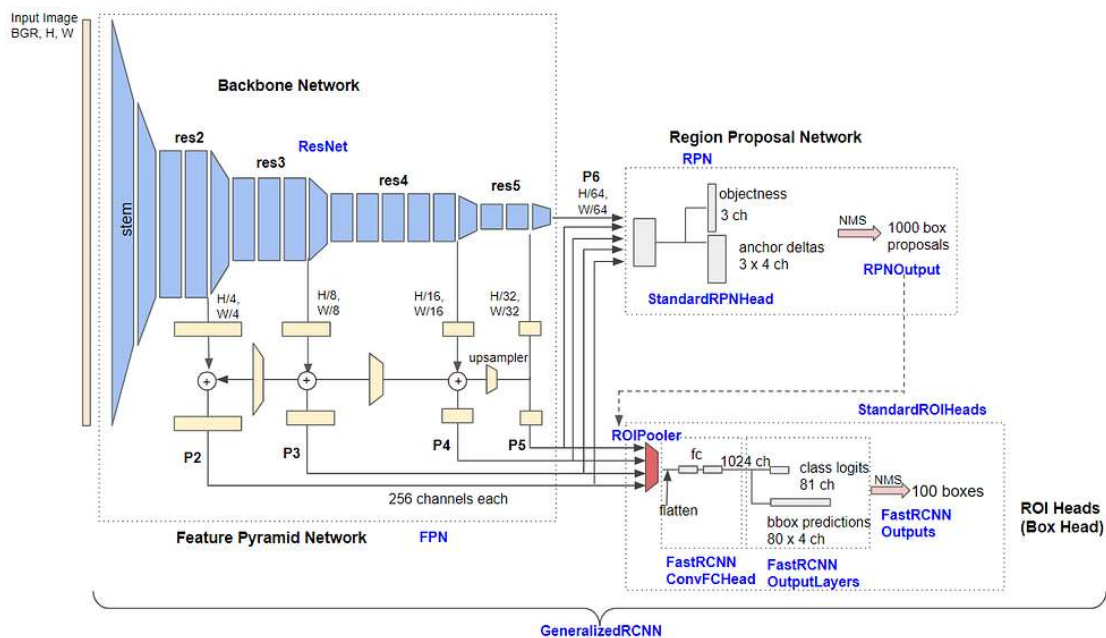 Input Image
BGR, H, W
Backbone Network
ResNet
stem
res2
res3
res4
res5
H/4,
W/4
H/8,
W/8
H/16,
W/16
H/32,
W/32
upsampler
+
+
+
P2
P3
P4
P5
256 channels each
Feature Pyramid Network
FPN
P6
H/64,
W/64
Region Proposal Network
RPN
objectness
3 ch
anchor deltas
3 x 4 ch
StandardRPNHead
NMS
1000 box
proposals
RPNOutput
StandardROIHeads
ROIPooler
flatten
fc
1024 ch
class logits
81 ch
bbox predictions
80 x 4 ch
NMS
100 boxes
FastRCNN
Outputs
FastRCNN
ConvFCHead
FastRCNN
OutputLayers
ROI Heads
(Box Head)
GeneralizedRCNN